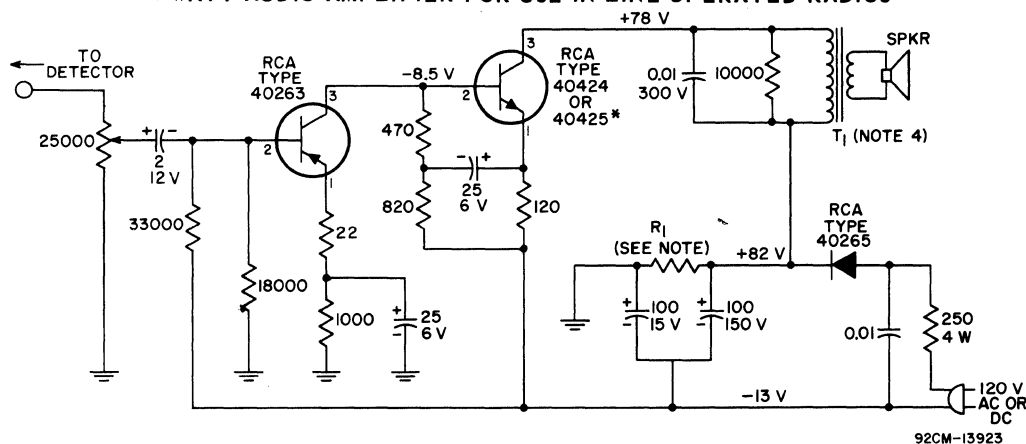 +78 V
TO
DETECTOR
25000
+ -
2
12 V
33000
18000
RCA
TYPE
40263
3
2
1
22
1000
+
-
25
6 V
-8.5 V
470
820
- +
25
6 V
120
RCA
TYPE
40424
OR
40425*
3
2
1
0.01
300 V
10000
SPKR
T1 (NOTE 4)
R1
(SEE NOTE)
+82 V
+
-
100
15 V
+
-
100
150 V
RCA
TYPE
40265
0.01
250
4 W
-13 V
120 V
AC OR
DC
92CM-13923